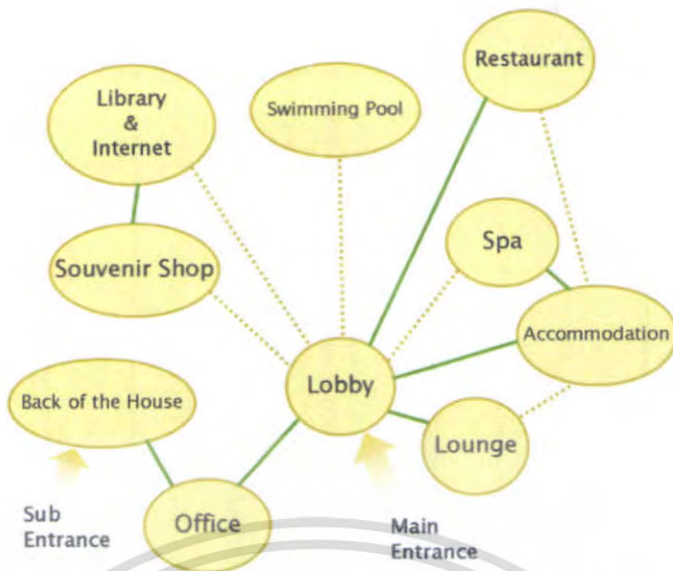 Restaurant
Library
&
Internet
Swimming Pool
Spa
Souvenir Shop
Accommodation
Lobby
Back of the House
Lounge
Sub
Entrance
Office
Main
Entrance